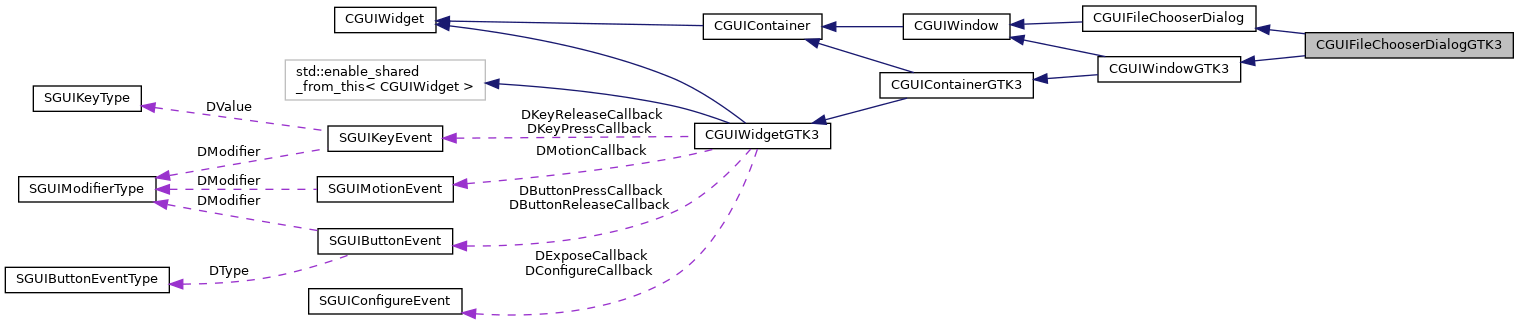 CGUIWidget
CGUIContainer
CGUIWindow
CGUIFileChooserDialog
CGUIFileChooserDialogGTK3
std::enable_shared
_from_this< CGUIWidget >
CGUIContainerGTK3
CGUIWindowGTK3
SGUIKeyType
DValue
DKeyReleaseCallback
DKeyPressCallback
SGUIKeyEvent
CGUIWidgetGTK3
DModifier
DMotionCallback
SGUIModifierType
DModifier
SGUIMotionEvent
DModifier
DButtonPressCallback
DButtonReleaseCallback
SGUIButtonEvent
DExposeCallback
DConfigureCallback
SGUIButtonEventType
DType
SGUIConfigureEvent